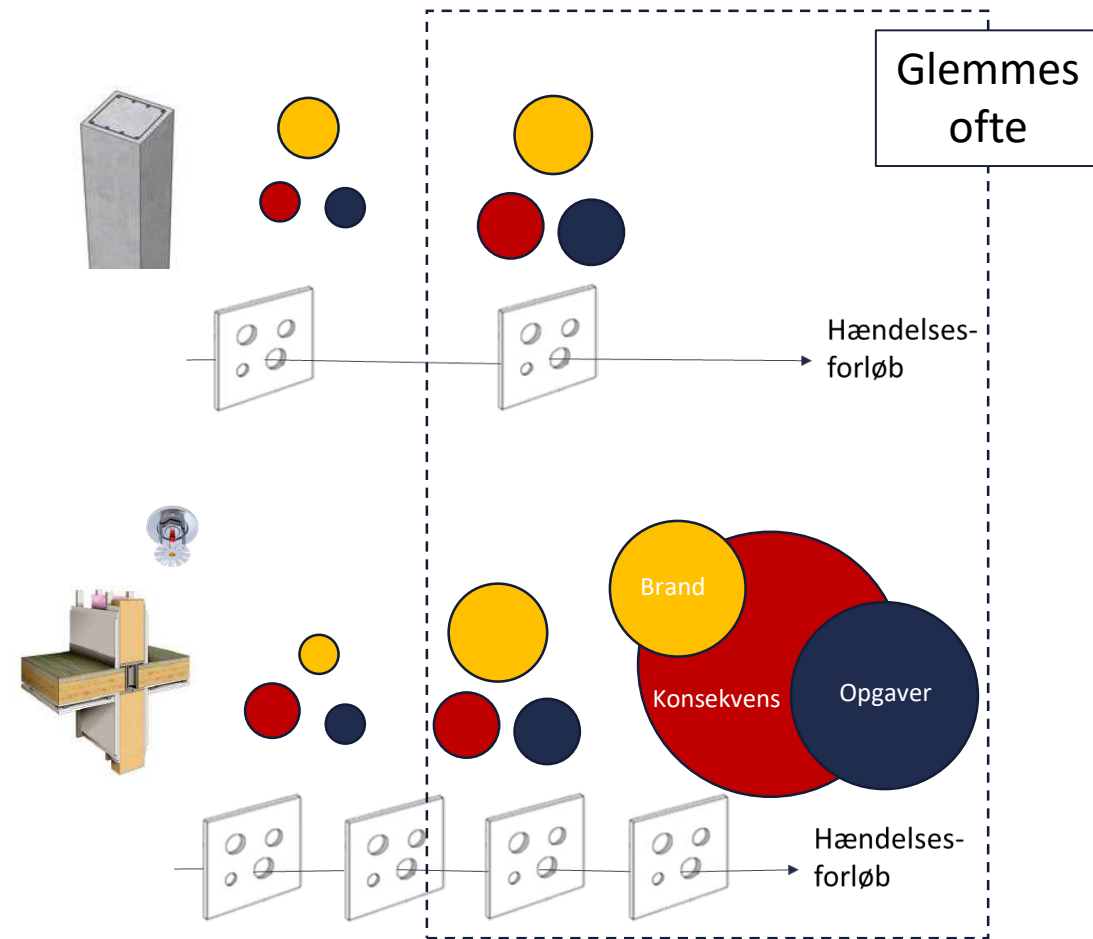 Glemmes
ofte
Hændelses-
forløb
Brand
Konsekvens
Opgaver
Hændelses-
forløb